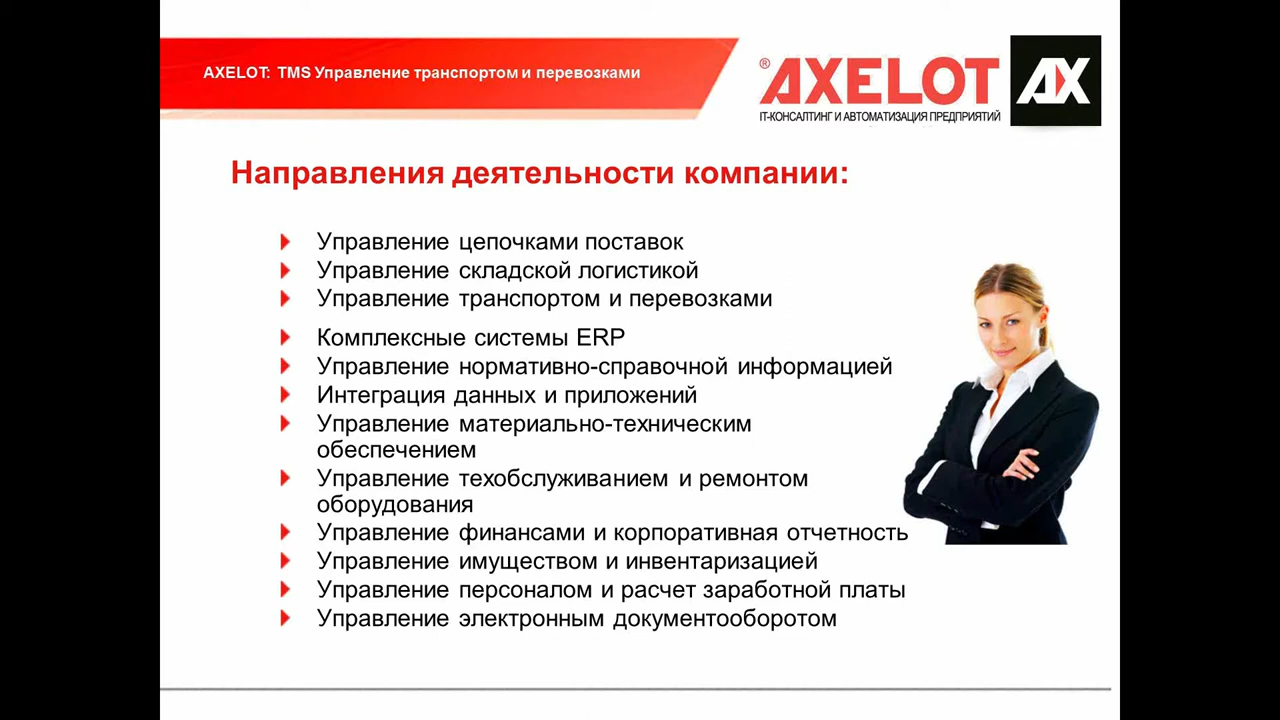 AXELOT: TMS Управление транспортом и перевозками
® AXELOT AX
IT-КОНСАЛТИНГ И АВТОМАТИЗАЦИЯ ПРЕДПРИЯТИЙ
Направления деятельности компании:
Управление цепочками поставок
Управление складской логистикой
Управление транспортом и перевозками
Комплексные системы ERP
Управление нормативно-справочной информацией
Интеграция данных и приложений
Управление материально-техническим
обеспечением
Управление техобслуживанием и ремонтом
оборудования
Управление финансами и корпоративная отчетность
Управление имуществом и инвентаризацией
Управление персоналом и расчет заработной платы
Управление электронным документооборотом